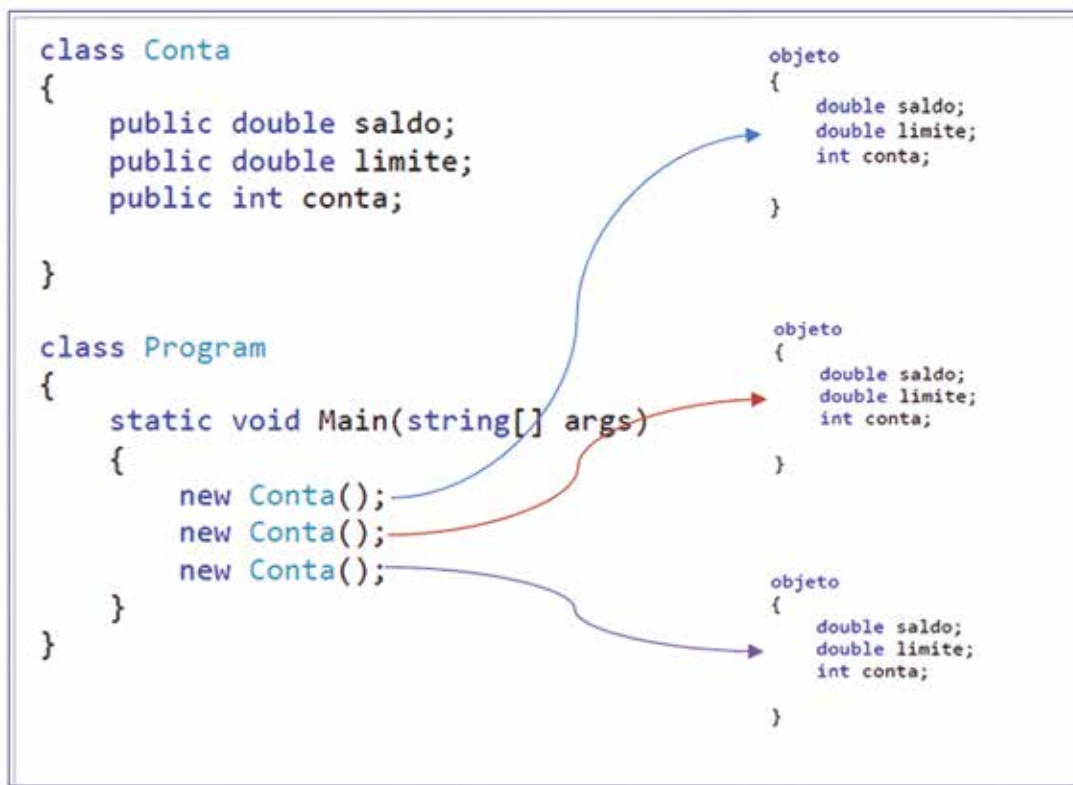 class Conta
{
public double saldo;
public double limite;
public int conta;
}
class Program
{
static void Main(string[] args)
{
new Conta();
new Conta();
new Conta();
}
}
objeto
{
double saldo;
double limite;
int conta;
}
objeto
{
double saldo;
double limite;
int conta;
}
objeto
{
double saldo;
double limite;
int conta;
}